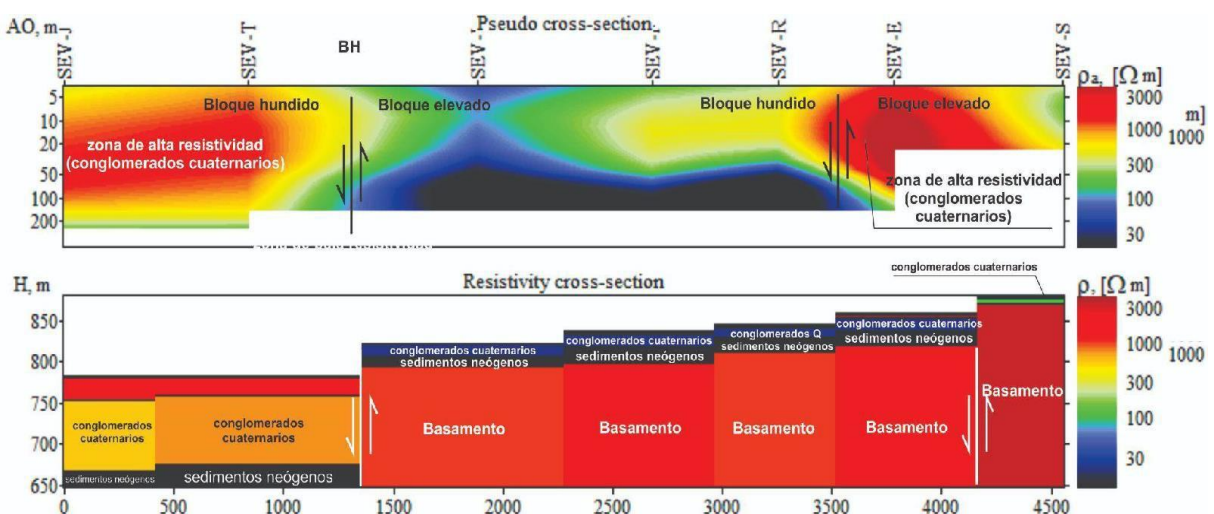 AO, m
Pseudo cross-section
SEV-J
SEV-T
BH
SEV-R
SEV-E
SEV-S
ρa, [Ω m]
m]
5
10
20
50
100
200
Bloque hundido
Bloque elevado
Bloque hundido
Bloque elevado
zona de alta resistividad
(conglomerados cuaternarios)
zona de alta resistividad
(conglomerados
cuaternarios)
3000
1000
1000
300
100
30
H, m
Resistivity cross-section
conglomerados cuaternarios
ρ, [Ω m]
850
800
750
700
650
conglomerados
cuaternarios
sedimentos neógenos
conglomerados
cuaternarios
sedimentos neógenos
conglomerados cuaternarios
sedimentos neógenos
Basamento
conglomerados cuaternarios
sedimentos neógenos
Basamento
conglomerados Q
sedimentos neógenos
Basamento
conglomerados cuaternarios
sedimentos neógenos
Basamento
Basamento
3000
1000
1000
300
100
30
0
500
1000
1500
2000
2500
3000
3500
4000
4500